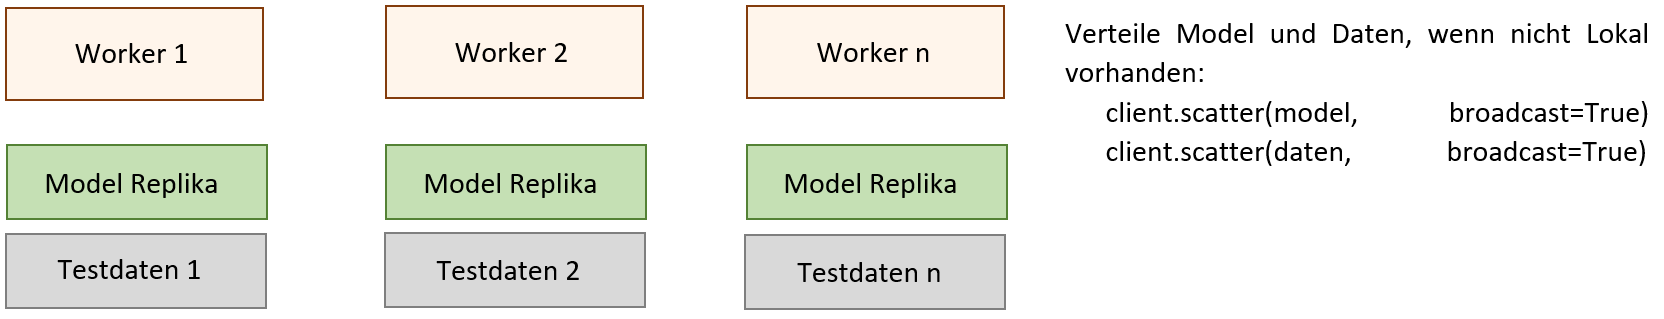 Worker 1
Worker 2
Worker n
Model Replika
Model Replika
Model Replika
Testdaten 1
Testdaten 2
Testdaten n
Verteile Model und Daten, wenn nicht Lokal
vorhanden:
client.scatter(model, broadcast=True)
client.scatter(daten, broadcast=True)